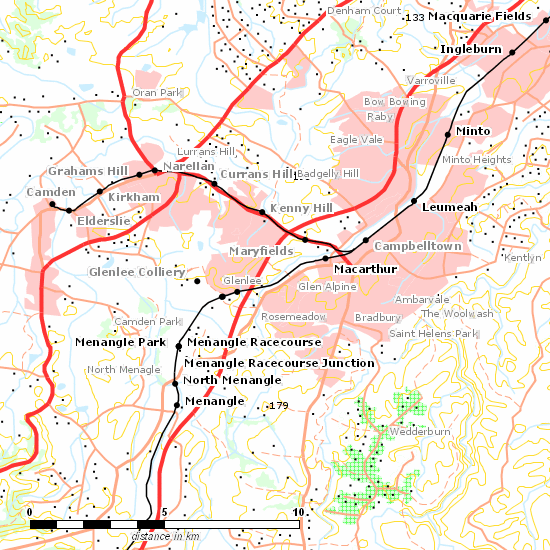 Denham Court
.133 Macquarie Fields
Ingleburn
Varroville
Oran Park
Bow Bowing
Raby
Minto
Eagle Vale
Lurrans Hill
Minto Heights
Narellan
Grahams Hill
Currans Hill
Badgelly Hill
Camden
Kirkham
Kenny Hill
Leumeah
Elderslie
Maryfields
Campbelltown
Kentlyn
Macarthur
Glenlee Colliery
Glenlee
Glen Alpine
Ambarvale
The Woolwash
Rosemeadow
Bradbury
Camden Park
Saint Helens Park
Menangle Park
Menangle Racecourse
Menangle Racecourse Junction
North Menagle
North Menangle
Menangle
.179
Wedderburn
0 5 10
distance in km